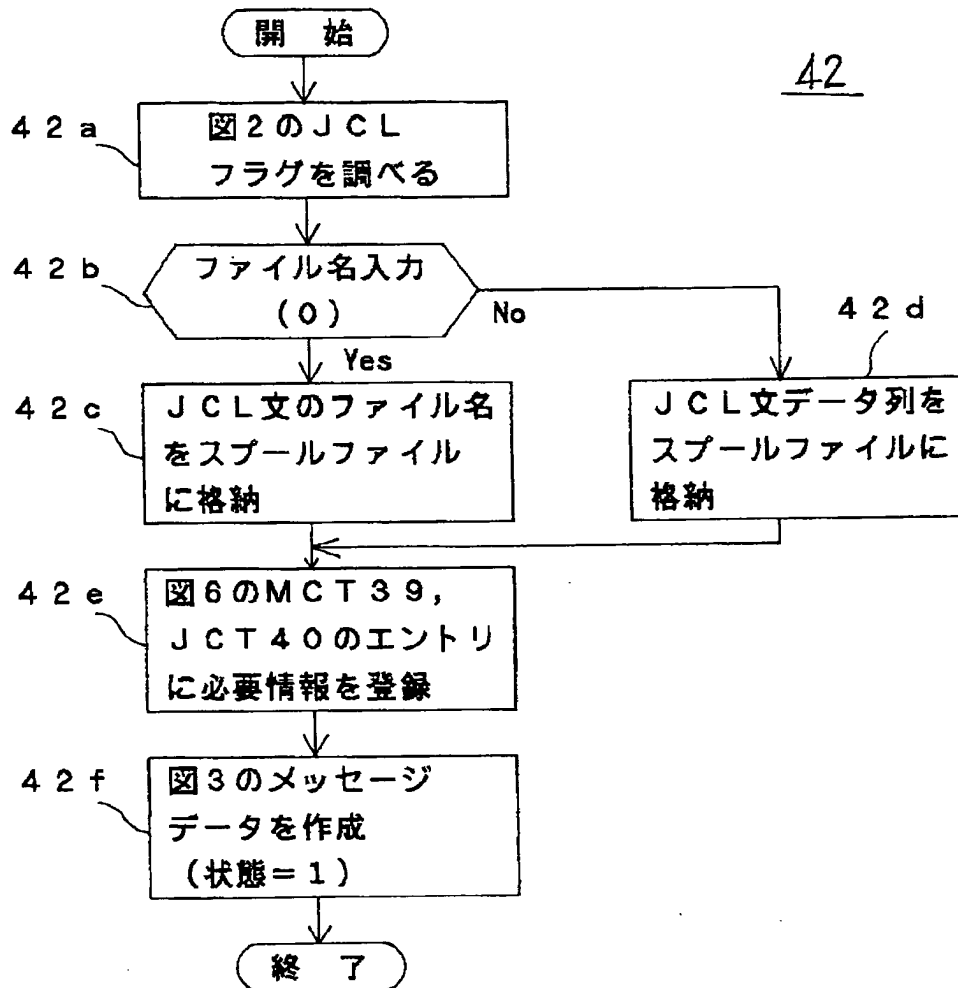 開 始
42
42a
図2のJCL
フラグを調べる
42b
ファイル名入力
(0)
No
Yes
42d
42c
JCL文のファイル名
をスプールファイル
に格納
JCL文データ列を
スプールファイルに
格納
42e
図6のMCT39,
JCT40のエントリ
に必要情報を登録
42f
図3のメッセージ
データを作成
(状態=1)
終 了